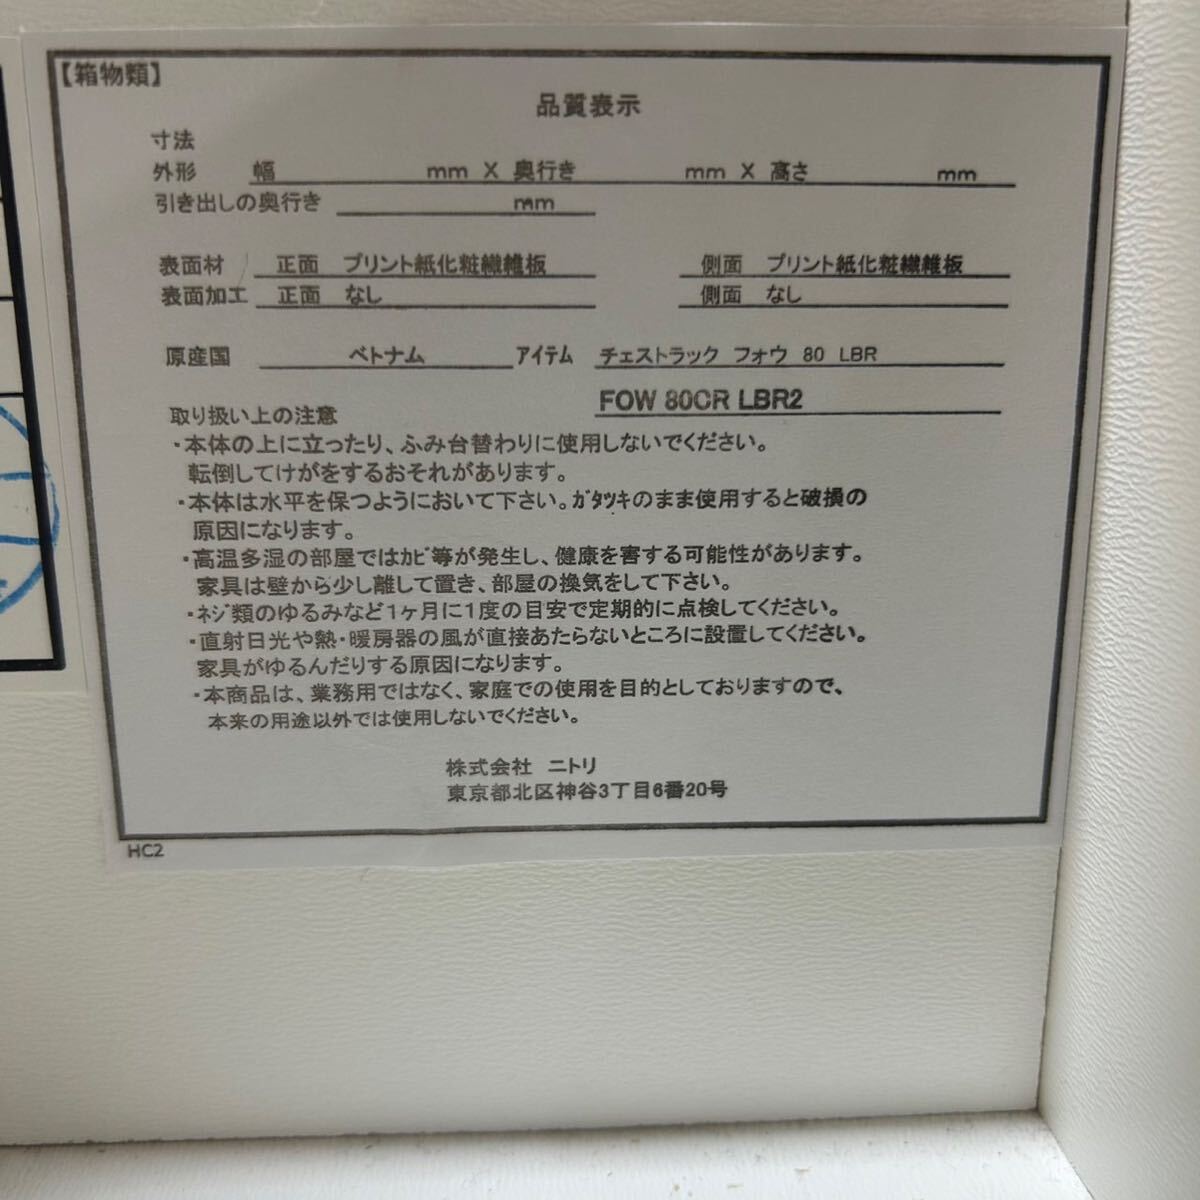 【箱物類】
品質表示
寸法
外形 幅 mm X 奥行き mm X 高さ mm
引き出しの奥行き mm
表面材 正面 プリント紙化粧繊維板 側面 プリント紙化粧繊維板
表面加工 正面 なし 側面 なし
原産国 ベトナム アイテム チェストラック フォウ 80 LBR
FOW 80CR LBR2
取り扱い上の注意
・本体の上に立ったり、ふみ台替わりに使用しないでください。
転倒してけがをするおそれがあります。
・本体は水平を保つようにおいて下さい。ガタツキのまま使用すると破損の
原因になります。
・高温多湿の部屋ではカビ等が発生し、健康を害する可能性があります。
家具は壁から少し離して置き、部屋の換気をして下さい。
・ネジ類のゆるみなど1ヶ月に1度の目安で定期的に点検してください。
・直射日光や熱・暖房器の風が直接あたらないところに設置してください。
家具がゆるんだりする原因になります。
・本商品は、業務用ではなく、家庭での使用を目的としておりますので、
本来の用途以外では使用しないでください。
株式会社 ニトリ
東京都北区神谷3丁目6番20号
HC2